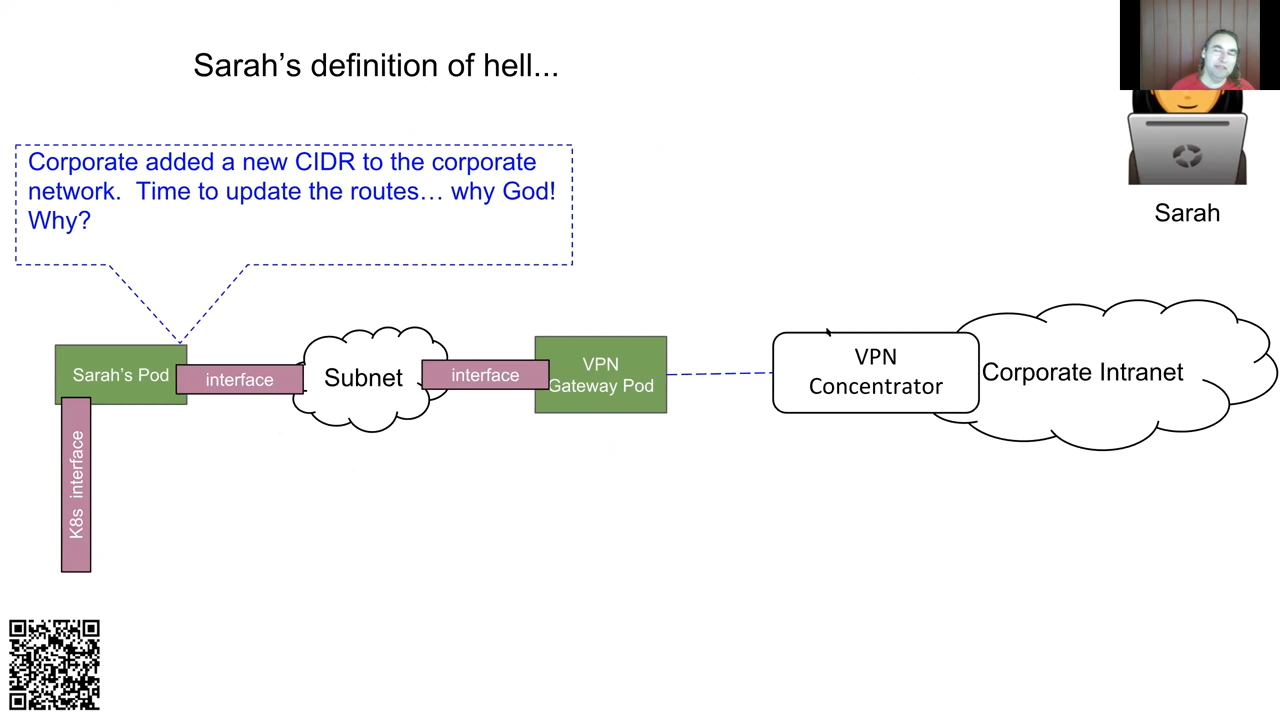 Sarah’s definition of hell...
Corporate added a new CIDR to the corporate
network.  Time to update the routes… why God!
Why?
Sarah
Sarah’s Pod
interface
Subnet
interface
VPN
Gateway Pod
VPN
Concentrator
Corporate Intranet
K8s interface